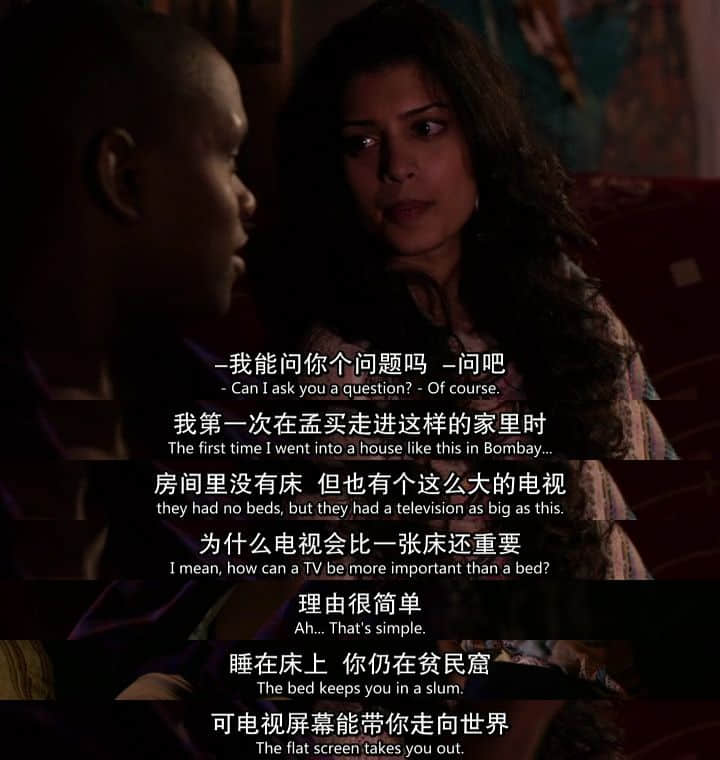 –我能问你个问题吗 –问吧
- Can I ask you a question? - Of course.
我第一次在孟买走进这样的家里时
The first time I went into a house like this in Bombay...
房间里没有床 但也有个这么大的电视
they had no beds, but they had a television as big as this.
为什么电视会比一张床还重要
I mean, how can a TV be more important than a bed?
理由很简单
Ah... That's simple.
睡在床上 你仍在贫民窟
The bed keeps you in a slum.
可电视屏幕能带你走向世界
The flat screen takes you out.